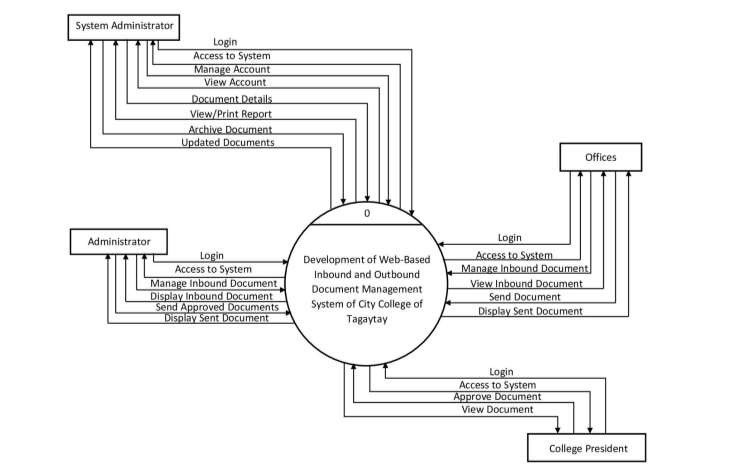 System Administrator
Login
Access to System
Manage Account
View Account
Document Details
View/Print Report
Archive Document
Updated Documents
Offices
0
Login
Access to System
Manage Inbound Document
View Inbound Document
Send Document
Display Sent Document
Administrator
Login
Access to System
Manage Inbound Document
Display Inbound Document
Send Approved Documents
Display Sent Document
Development of Web-Based
Inbound and Outbound
Document Management
System of City College of
Tagaytay
Login
Access to System
Approve Document
View Document
College President